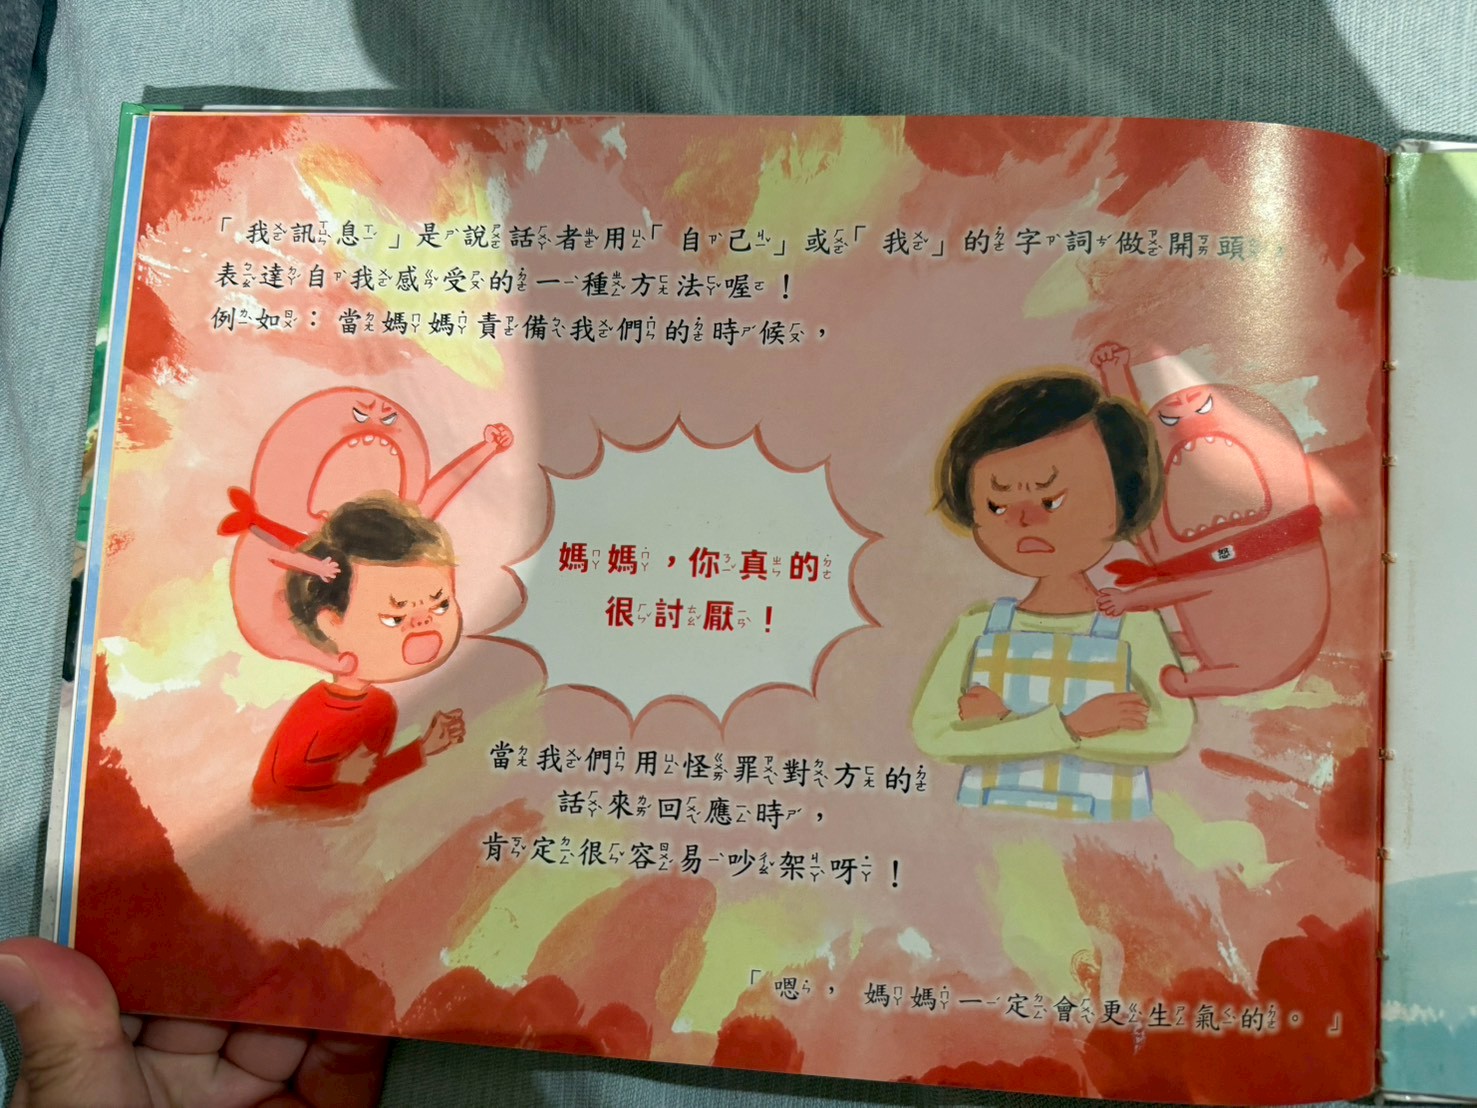 「我訊息」是說話者用「自己」或「我」的字詞做開頭，
表達自我感受的一種方法喔！
例如：當媽媽責備我們的時候，
媽媽，你真的
很討厭！
怒
當我們用怪罪對方的
話來回應時，
肯定很容易吵架呀！
「嗯，媽媽一定會更生氣的。」